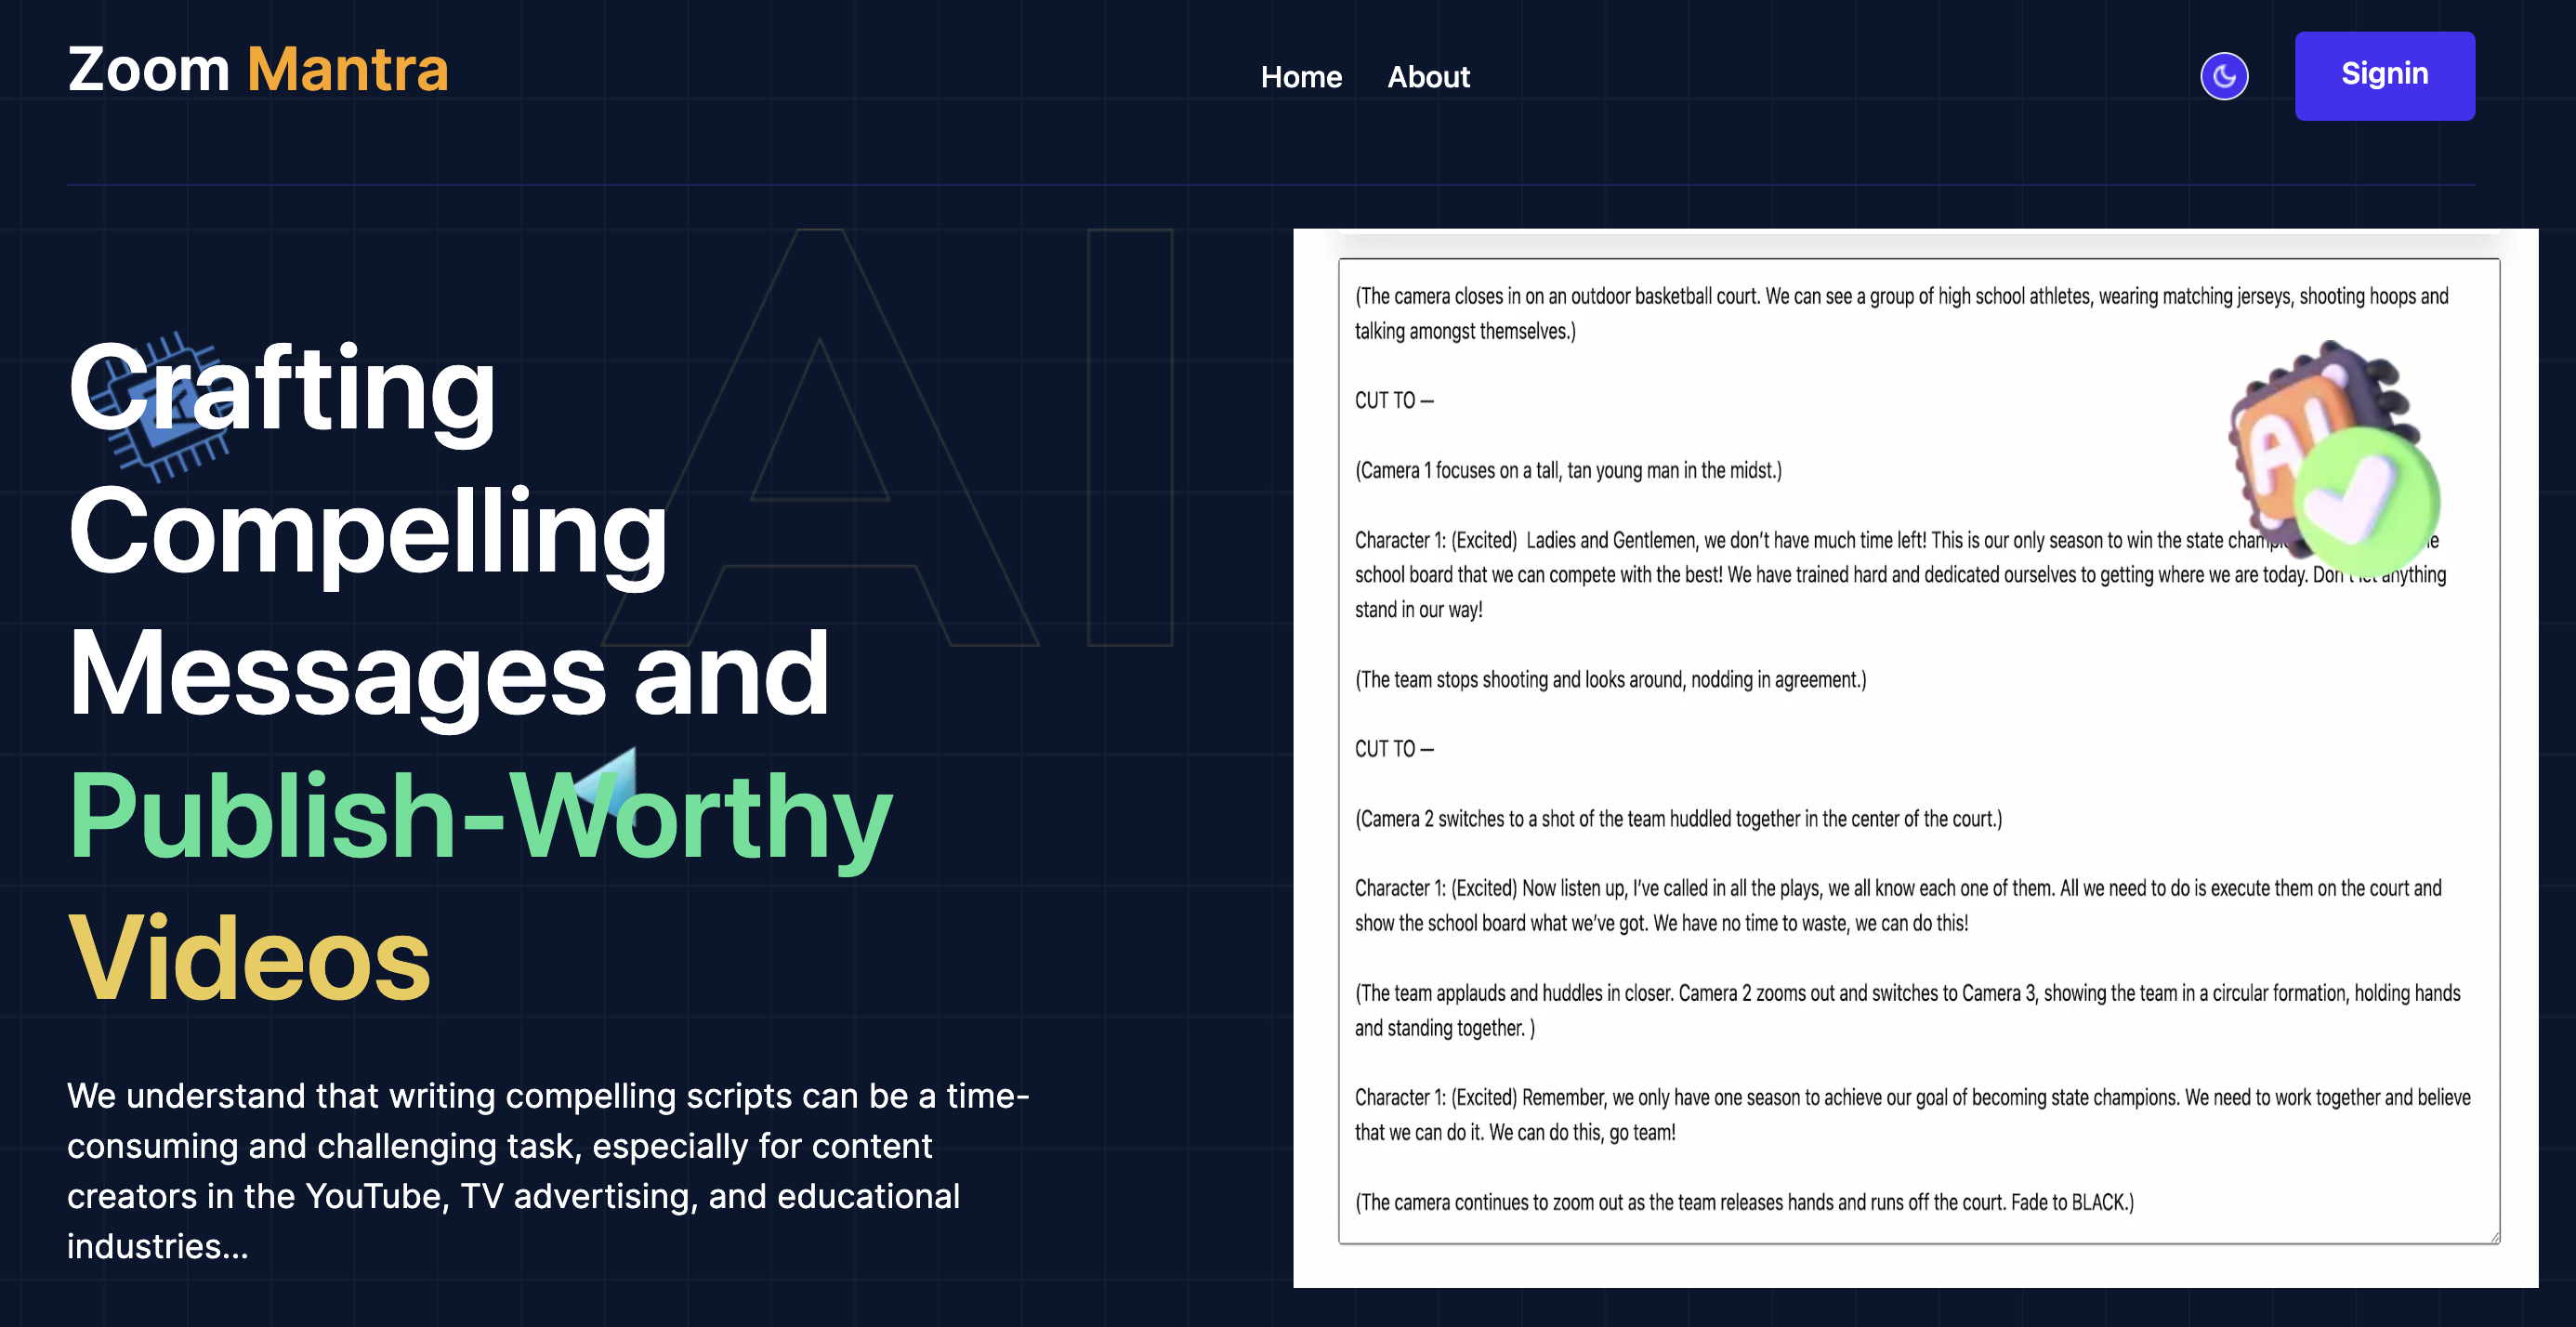 Zoom Mantra
Home About
Signin
AI
Crafting
Compelling
Messages and
Publish-Worthy
Videos
We understand that writing compelling scripts can be a time-
consuming and challenging task, especially for content
creators in the YouTube, TV advertising, and educational
industries...
(The camera closes in on an outdoor basketball court. We can see a group of high school athletes, wearing matching jerseys, shooting hoops and
talking amongst themselves.)
CUT TO —
(Camera 1 focuses on a tall, tan young man in the midst.)
AI
Character 1: (Excited)  Ladies and Gentlemen, we don’t have much time left! This is our only season to win the state
school board that we can compete with the best! We have trained hard and dedicated ourselves to getting where we are today. Don’t let anything
stand in our way!
(The team stops shooting and looks around, nodding in agreement.)
CUT TO —
(Camera 2 switches to a shot of the team huddled together in the center of the court.)
Character 1: (Excited) Now listen up, I’ve called in all the plays, we all know each one of them. All we need to do is execute them on the court and
show the school board what we’ve got. We have no time to waste, we can do this!
(The team applauds and huddles in closer. Camera 2 zooms out and switches to Camera 3, showing the team in a circular formation, holding hands
and standing together. )
Character 1: (Excited) Remember, we only have one season to achieve our goal of becoming state champions. We need to work together and believe
that we can do it. We can do this, go team!
(The camera continues to zoom out as the team releases hands and runs off the court. Fade to BLACK.)